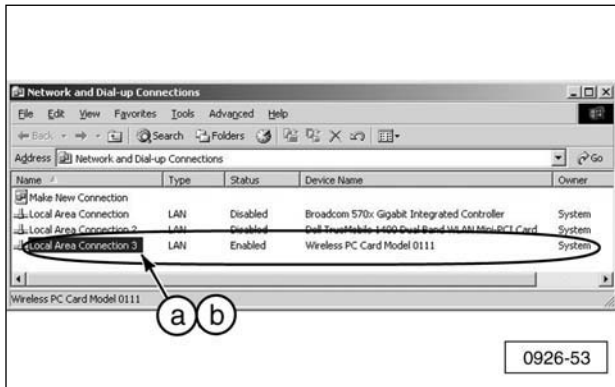 Network and Dial-up Connections
File Edit View Favorites Tools Advanced Help
Back Search Folders
Address Network and Dial-up Connections Go
Name Type Status Device Name Owner
Make New Connection
Local Area Connection LAN Disabled Broadcom 570x Gigabit Integrated Controller System
Local Area Connection 2 LAN Disabled Dell TrueMobile 1400 Dual Band WLAN Mini-PCI Card System
Local Area Connection 3 LAN Enabled Wireless PC Card Model 0111 System
Wireless PC Card Model 0111
a b
0926-53